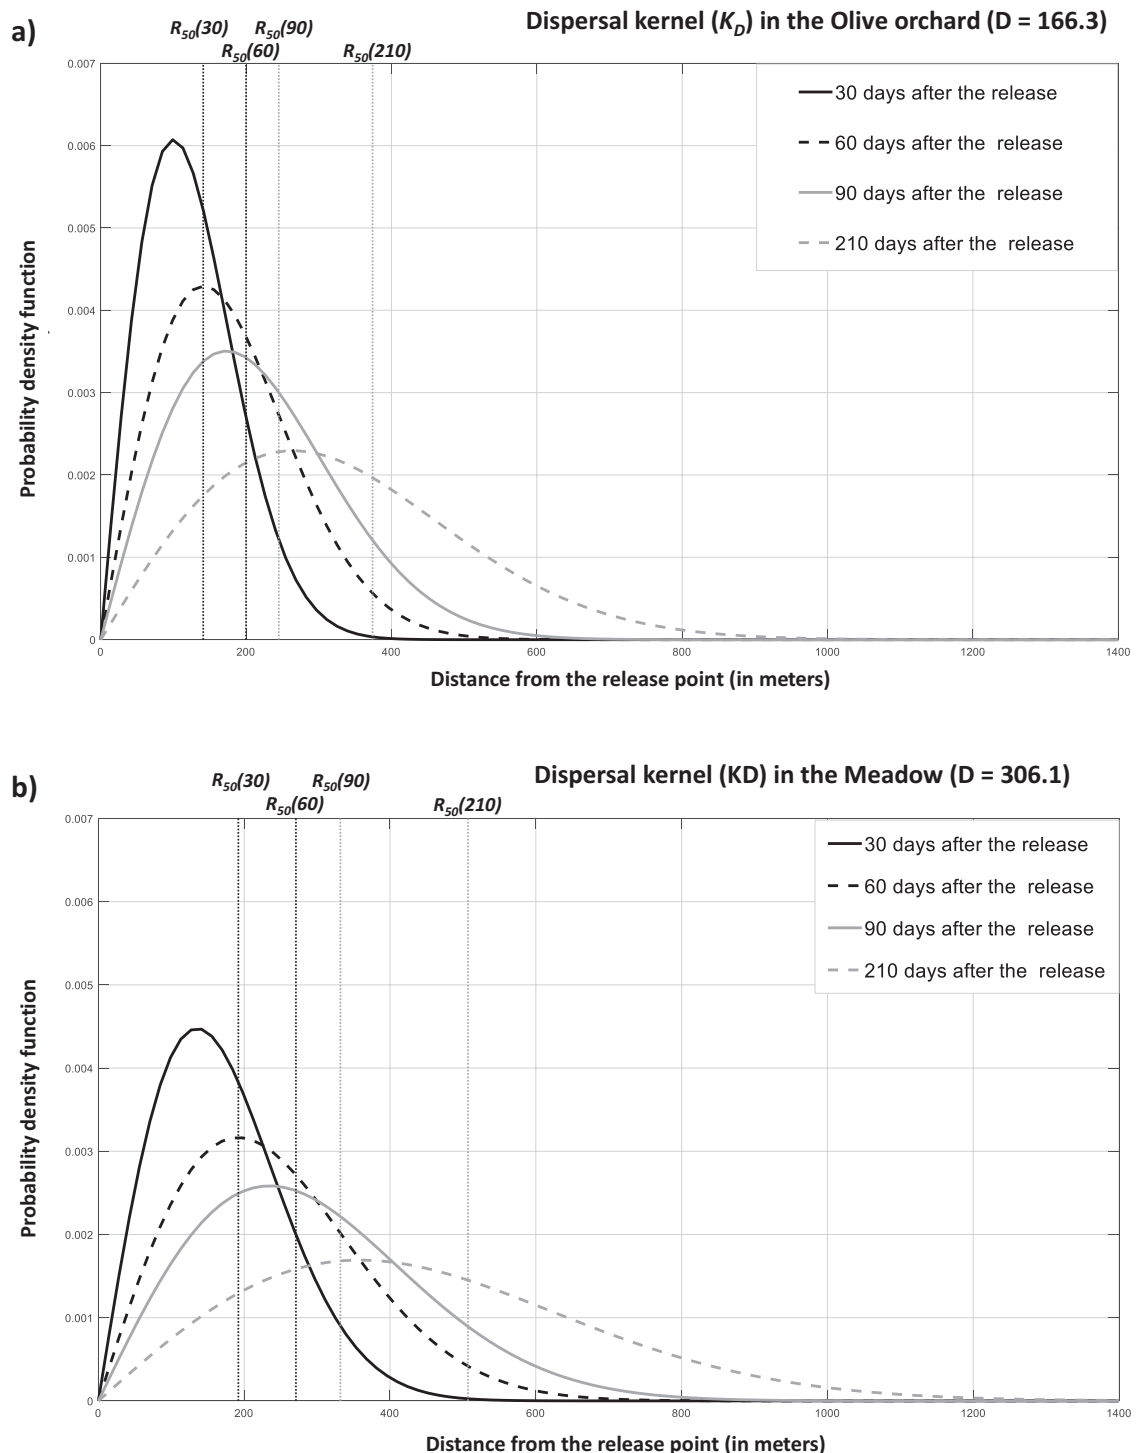 a)
Dispersal kernel (K_D) in the Olive orchard (D = 166.3)
R50(30) R50(90)
R50(60) R50(210)
0.007
0.006
0.005
0.004
0.003
0.002
0.001
0
Probability density function
30 days after the release
60 days after the release
90 days after the release
210 days after the release
0 200 400 600 800 1000 1200 1400
Distance from the release point (in meters)
b)
Dispersal kernel (KD) in the Meadow (D = 306.1)
R50(30) R50(90)
R50(60) R50(210)
0.007
0.006
0.005
0.004
0.003
0.002
0.001
0
Probability density function
30 days after the release
60 days after the release
90 days after the release
210 days after the release
0 200 400 600 800 1000 1200 1400
Distance from the release point (in meters)